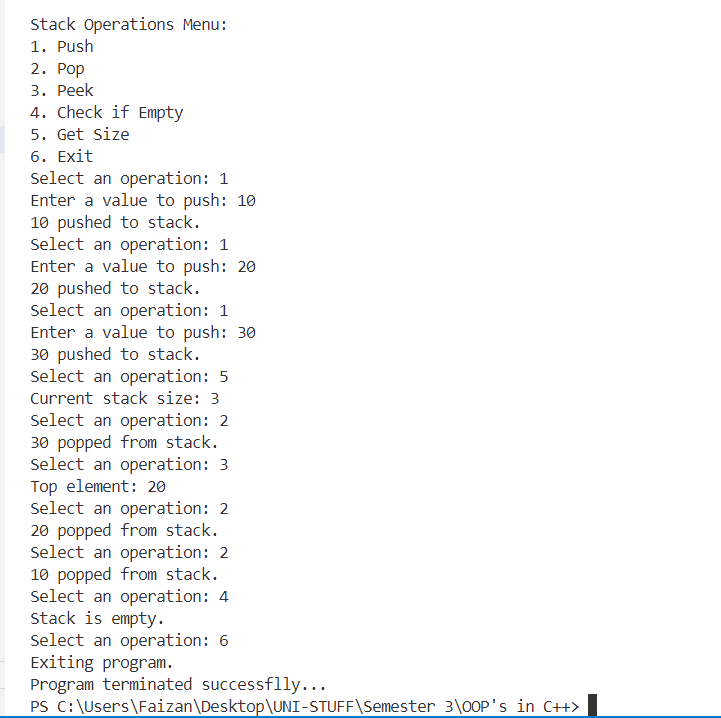 Stack Operations Menu:
1. Push
2. Pop
3. Peek
4. Check if Empty
5. Get Size
6. Exit
Select an operation: 1
Enter a value to push: 10
10 pushed to stack.
Select an operation: 1
Enter a value to push: 20
20 pushed to stack.
Select an operation: 1
Enter a value to push: 30
30 pushed to stack.
Select an operation: 5
Current stack size: 3
Select an operation: 2
30 popped from stack.
Select an operation: 3
Top element: 20
Select an operation: 2
20 popped from stack.
Select an operation: 2
10 popped from stack.
Select an operation: 4
Stack is empty.
Select an operation: 6
Exiting program.
Program terminated successflly...
PS C:\Users\Faizan\Desktop\UNI-STUFF\Semester 3\OOP's in C++>